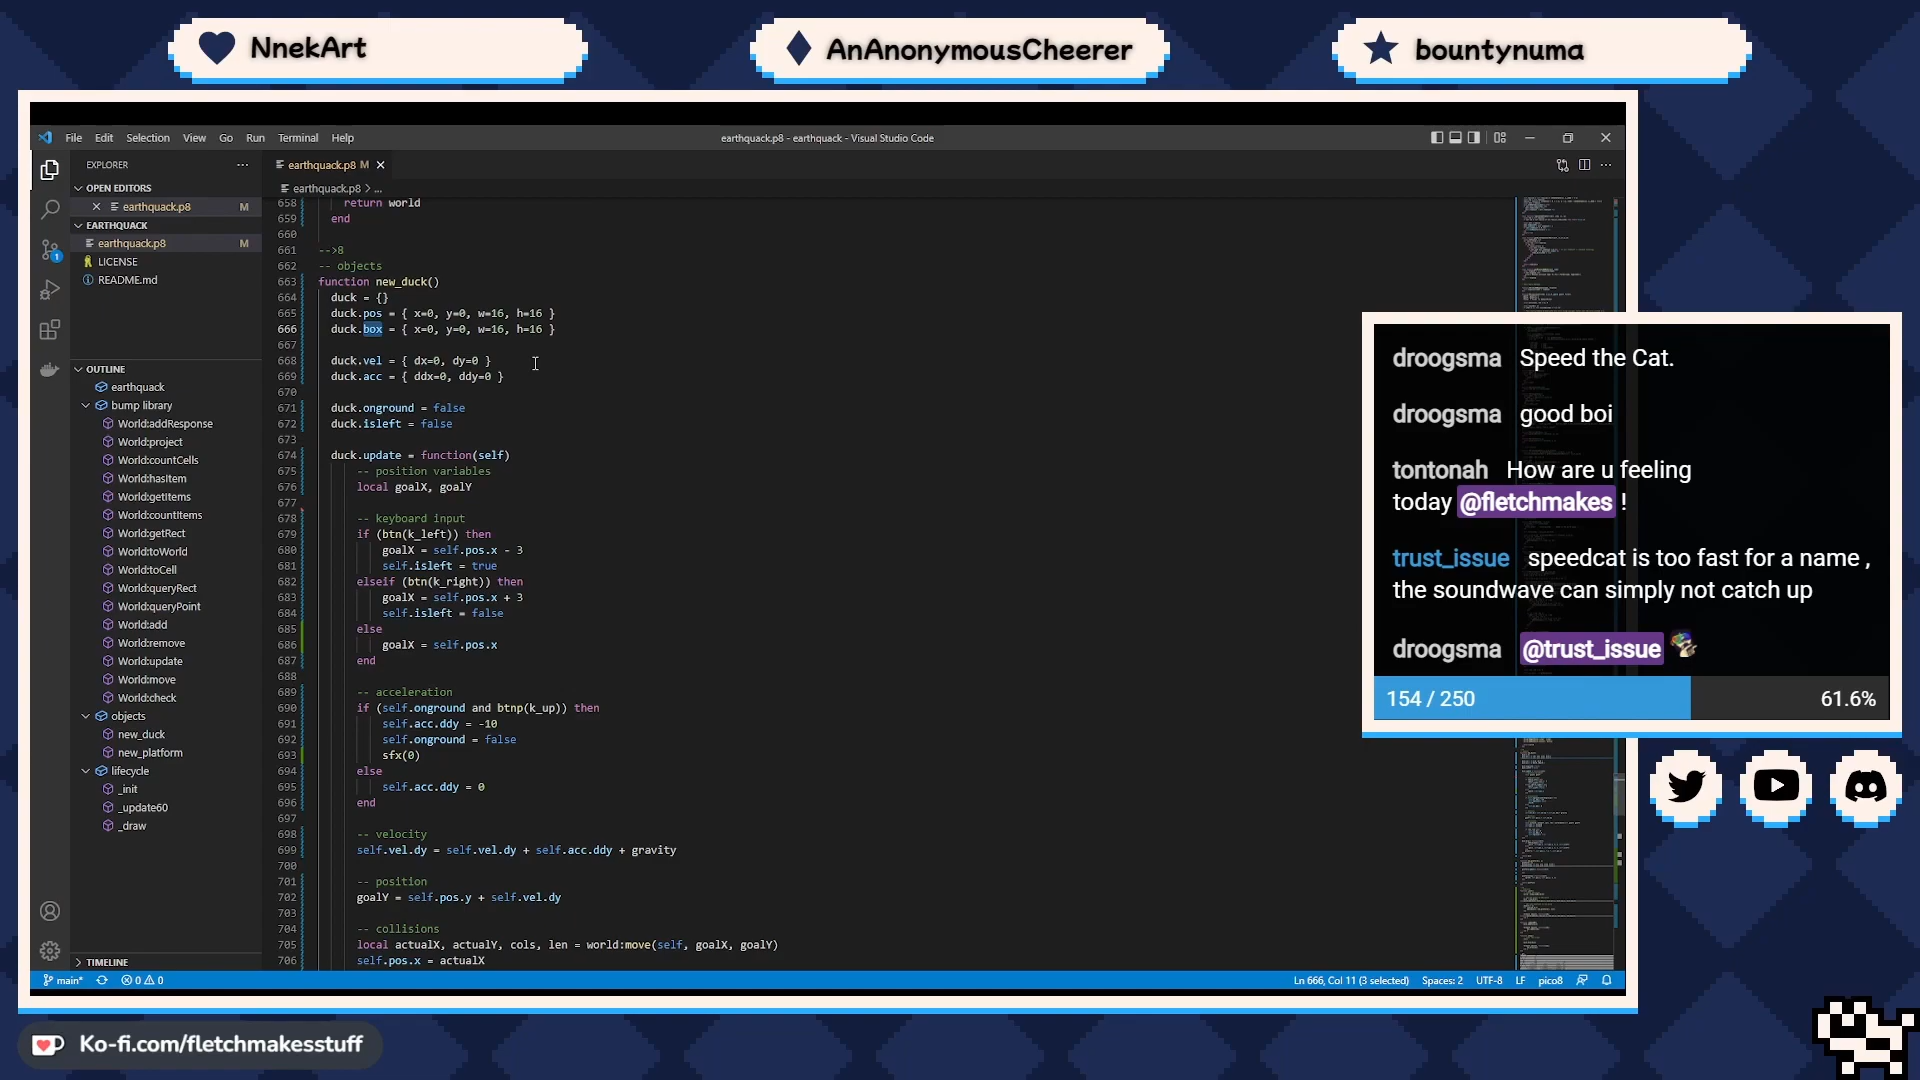 NnekArt
AnAnonymousCheerer
bountynuma
File Edit Selection View Go Run Terminal Help
earthquack.p8 - earthquack - Visual Studio Code
EXPLORER
OPEN EDITORS
earthquack.p8 M
EARTHQUACK
earthquack.p8 M
LICENSE
README.md
OUTLINE
earthquack
bump library
World:addResponse
World:project
World:countCells
World:hasItem
World:getItems
World:countItems
World:getRect
World:toWorld
World:toCell
World:queryRect
World:queryPoint
World:add
World:remove
World:update
World:move
World:check
objects
new_duck
new_platform
lifecycle
_init
_update60
_draw
TIMELINE
earthquack.p8 M
earthquack.p8 > ...
658 return world
659 end
660
661 -->8
662 -- objects
663 function new_duck()
664 duck = {}
665 duck.pos = { x=0, y=0, w=16, h=16 }
666 duck.box = { x=0, y=0, w=16, h=16 }
667
668 duck.vel = { dx=0, dy=0 }
669 duck.acc = { ddx=0, ddy=0 }
670
671 duck.onground = false
672 duck.isleft = false
673
674 duck.update = function(self)
675 -- position variables
676 local goalX, goalY
677
678 -- keyboard input
679 if (btn(k_left)) then
680 goalX = self.pos.x - 3
681 self.isleft = true
682 elseif (btn(k_right)) then
683 goalX = self.pos.x + 3
684 self.isleft = false
685 else
686 goalX = self.pos.x
687 end
688
689 -- acceleration
690 if (self.onground and btnp(k_up)) then
691 self.acc.ddy = -10
692 self.onground = false
693 sfx(0)
694 else
695 self.acc.ddy = 0
696 end
697
698 -- velocity
699 self.vel.dy = self.vel.dy + self.acc.ddy + gravity
700
701 -- position
702 goalY = self.pos.y + self.vel.dy
703
704 -- collisions
705 local actualX, actualY, cols, len = world:move(self, goalX, goalY)
706 self.pos.x = actualX
main* 0 0
Ln 666, Col 11 (3 selected) Spaces: 2 UTF-8 LF pico8
droogsma Speed the Cat.
droogsma good boi
tontonah How are u feeling
today @fletchmakes !
trust_issue speedcat is too fast for a name ,
the soundwave can simply not catch up
droogsma @trust_issue
154 / 250 61.6%
Ko-fi.com/fletchmakesstuff